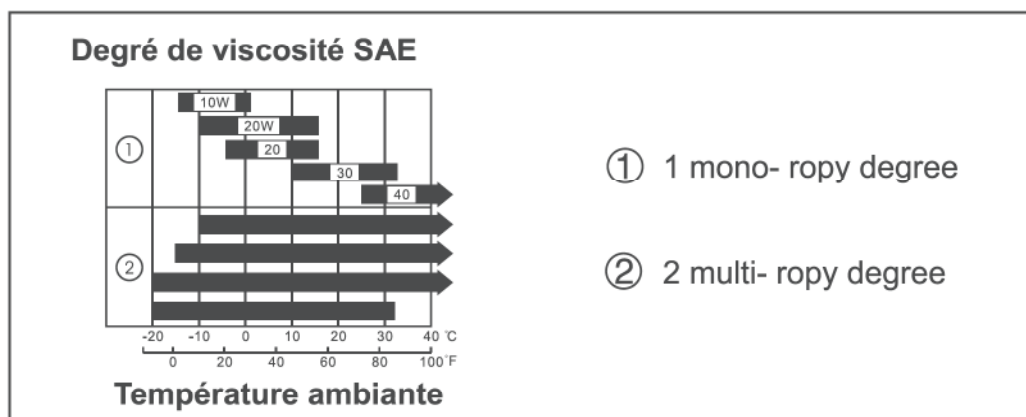 Degré de viscosité SAE
10W
20W
20
30
40
①
②
-20 -10 0 10 20 30 40 °C
0 20 40 60 80 100°F
Température ambiante
① 1 mono- ropy degree
② 2 multi- ropy degree